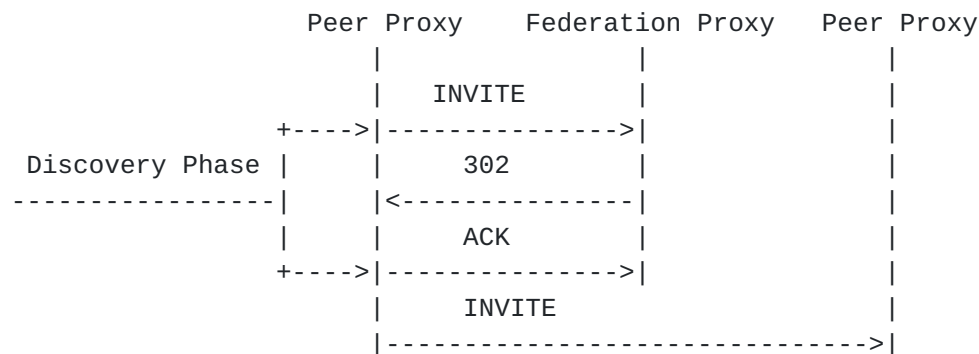 Peer Proxy Federation Proxy Peer Proxy
INVITE
Discovery Phase 302
ACK
INVITE